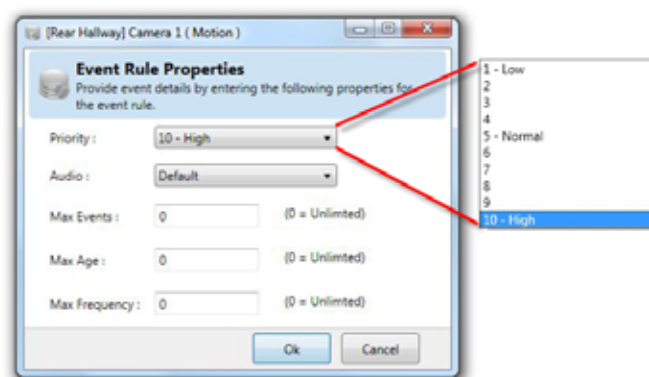 [Rear Hallway] Camera 1 ( Motion )
Event Rule Properties
Provide event details by entering the following properties for
the event rule.
Priority : 10 - High
Audio : Default
Max Events : 0 (0 = Unlimted)
Max Age : 0 (0 = Unlimted)
Max Frequency : 0 (0 = Unlimted)
Ok Cancel
1 - Low
2
3
4
5 - Normal
6
7
8
9
10 - High